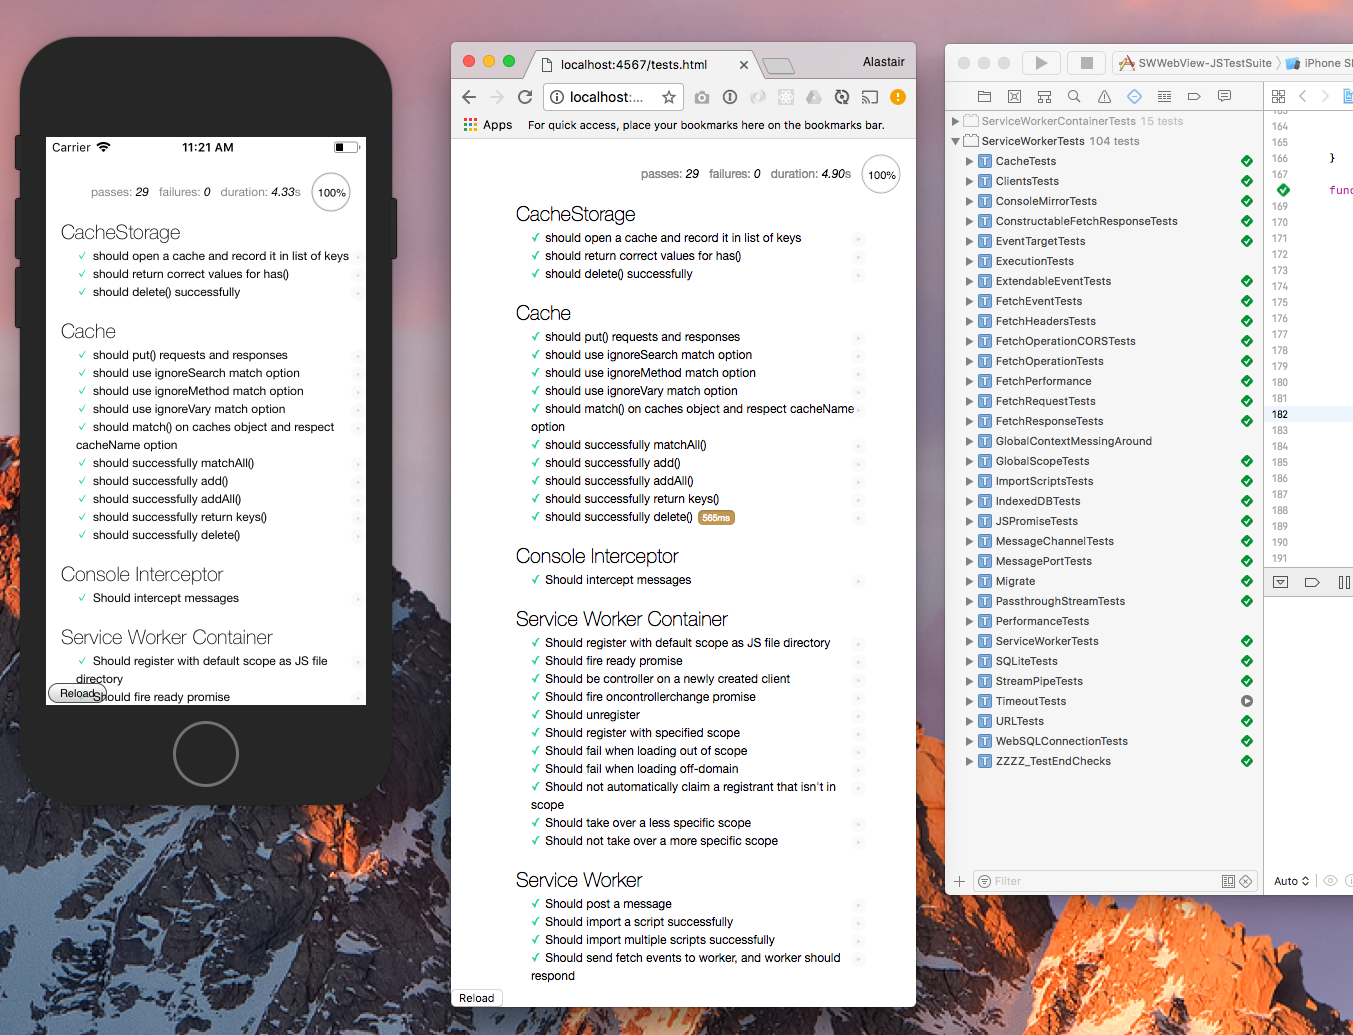 Carrier
11:21 AM
passes: 29 failures: 0 duration: 4.33s 100%
CacheStorage
✓ should open a cache and record it in list of keys
✓ should return correct values for has()
✓ should delete() successfully
Cache
✓ should put() requests and responses
✓ should use ignoreSearch match option
✓ should use ignoreMethod match option
✓ should use ignoreVary match option
✓ should match() on caches object and respect
cacheName option
✓ should successfully matchAll()
✓ should successfully add()
✓ should successfully addAll()
✓ should successfully return keys()
✓ should successfully delete()
Console Interceptor
✓ Should intercept messages
Service Worker Container
✓ Should register with default scope as JS file
directory
Should fire ready promise
Reload
localhost:4567/tests.html
Alastair
localhost:...
Apps
For quick access, place your bookmarks here on the bookmarks bar.
passes: 29 failures: 0 duration: 4.90s 100%
CacheStorage
✓ should open a cache and record it in list of keys
✓ should return correct values for has()
✓ should delete() successfully
Cache
✓ should put() requests and responses
✓ should use ignoreSearch match option
✓ should use ignoreMethod match option
✓ should use ignoreVary match option
✓ should match() on caches object and respect cacheName
option
✓ should successfully matchAll()
✓ should successfully add()
✓ should successfully addAll()
✓ should successfully return keys()
✓ should successfully delete() 565ms
Console Interceptor
✓ Should intercept messages
Service Worker Container
✓ Should register with default scope as JS file directory
✓ Should fire ready promise
✓ Should be controller on a newly created client
✓ Should fire oncontrollerchange promise
✓ Should unregister
✓ Should register with specified scope
✓ Should fail when loading out of scope
✓ Should fail when loading off-domain
✓ Should not automatically claim a registrant that isn't in
scope
✓ Should take over a less specific scope
✓ Should not take over a more specific scope
Service Worker
✓ Should post a message
✓ Should import a script successfully
✓ Should import multiple scripts successfully
✓ Should send fetch events to worker, and worker should
respond
Reload
SWWebView-JSTestSuite
iPhone S
ServiceWorkerContainerTests 15 tests
ServiceWorkerTests 104 tests
T CacheTests
T ClientsTests
T ConsoleMirrorTests
T ConstructableFetchResponseTests
T EventTargetTests
T ExecutionTests
T ExtendableEventTests
T FetchEventTests
T FetchHeadersTests
T FetchOperationCORSTests
T FetchOperationTests
T FetchPerformance
T FetchRequestTests
T FetchResponseTests
T GlobalContextMessingAround
T GlobalScopeTests
T ImportScriptsTests
T IndexedDBTests
T JSPromiseTests
T MessageChannelTests
T MessagePortTests
T Migrate
T PassthroughStreamTests
T PerformanceTests
T ServiceWorkerTests
T SQLiteTests
T StreamPipeTests
T TimeoutTests
T URLTests
T WebSQLConnectionTests
T ZZZZ_TestEndChecks
Filter
164
165
166 }
167
func
169
170
171
172
173
174
175
176
177
178
179
180
181
182
183
184
185
186
187
188
189
190
191
Auto